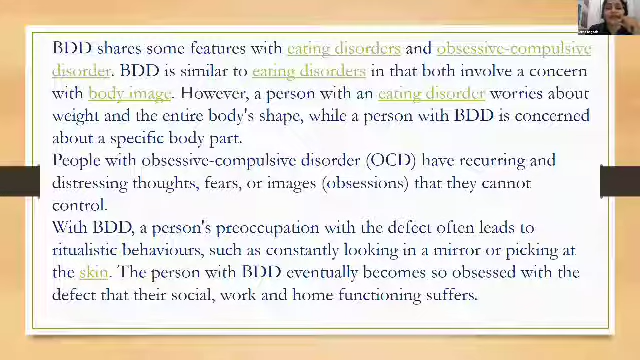 BDD shares some features with eating disorders and obsessive-compulsive
disorder. BDD is similar to eating disorders in that both involve a concern
with body image. However, a person with an eating disorder worries about
weight and the entire body's shape, while a person with BDD is concerned
about a specific body part.
People with obsessive-compulsive disorder (OCD) have recurring and
distressing thoughts, fears, or images (obsessions) that they cannot
control.
With BDD, a person's preoccupation with the defect often leads to
ritualistic behaviours, such as constantly looking in a mirror or picking at
the skin. The person with BDD eventually becomes so obsessed with the
defect that their social, work and home functioning suffers.